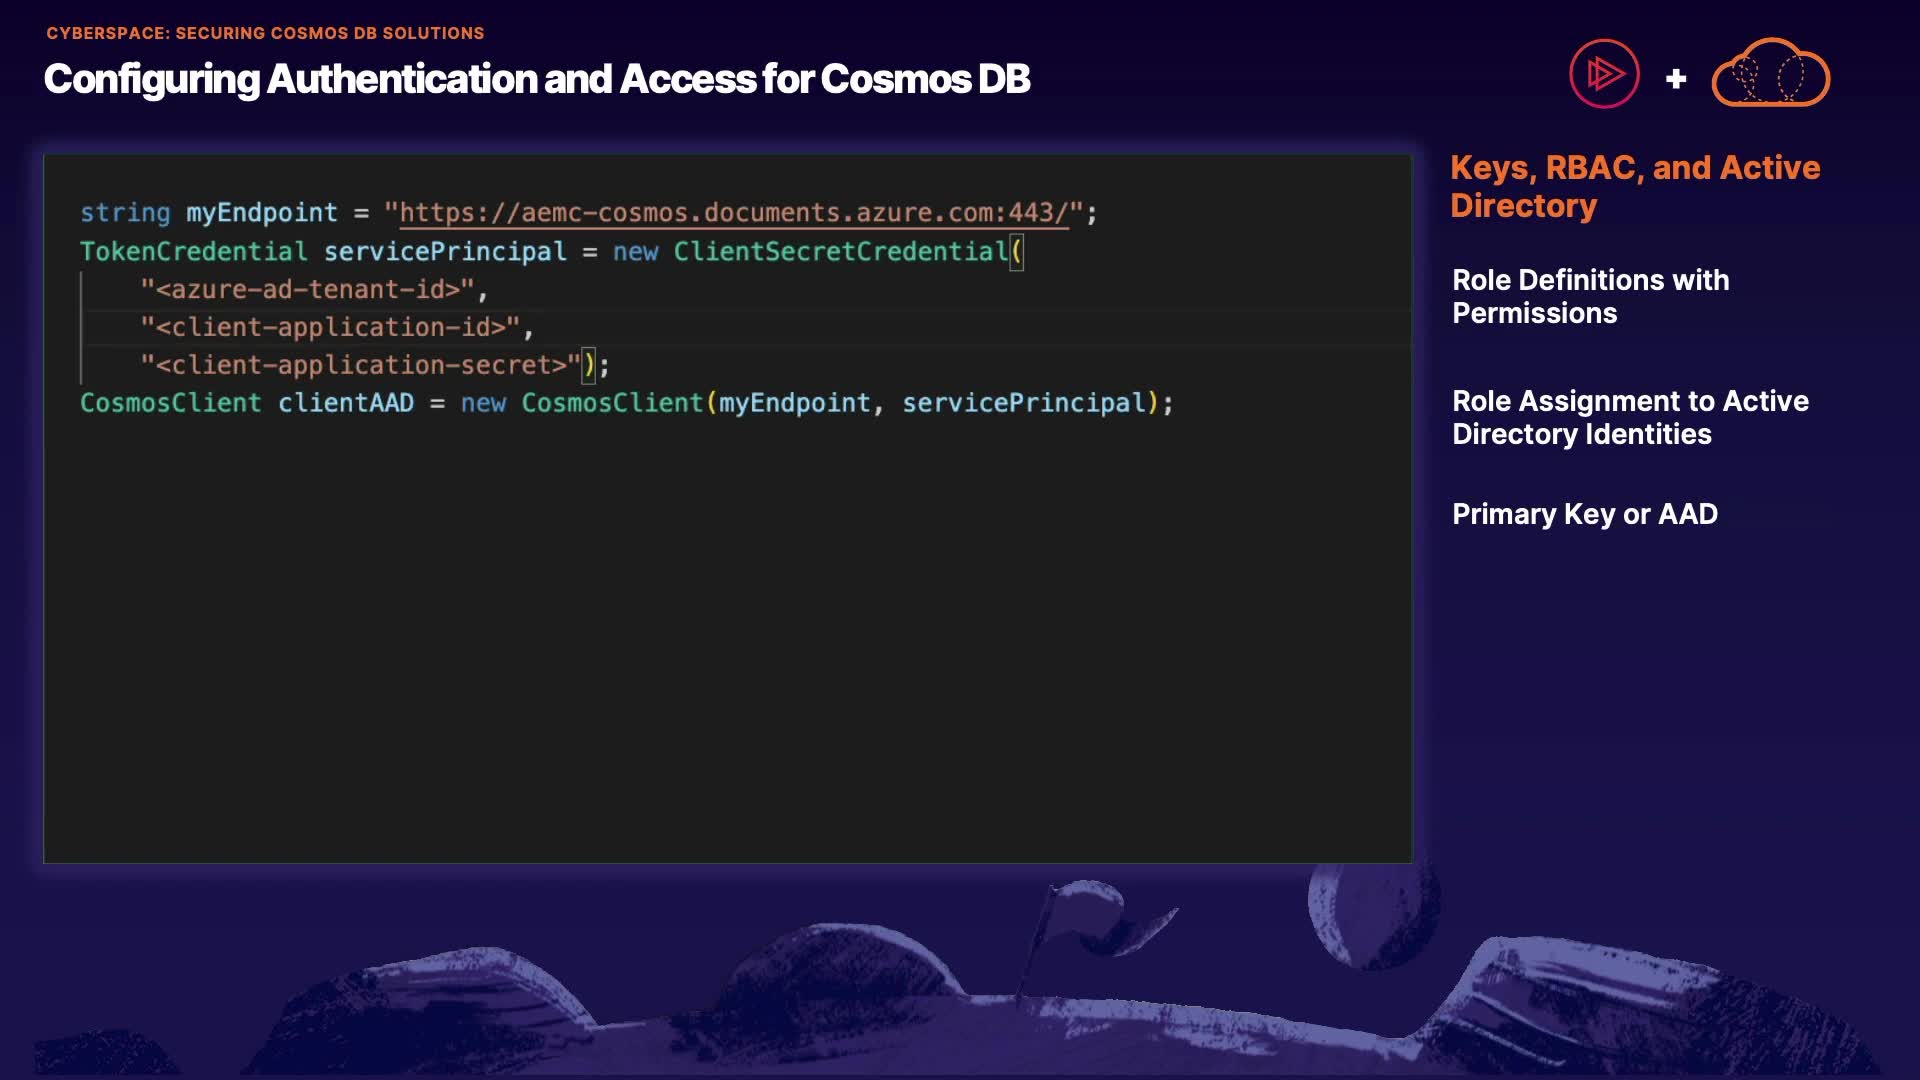 CYBERSPACE: SECURING COSMOS DB SOLUTIONS
Configuring Authentication and Access for Cosmos DB
+
string myEndpoint = "https://aemc-cosmos.documents.azure.com:443/";
TokenCredential servicePrincipal = new ClientSecretCredential(
    "<azure-ad-tenant-id>",
    "<client-application-id>",
    "<client-application-secret>");
CosmosClient clientAAD = new CosmosClient(myEndpoint, servicePrincipal);
Keys, RBAC, and Active
Directory
Role Definitions with
Permissions
Role Assignment to Active
Directory Identities
Primary Key or AAD